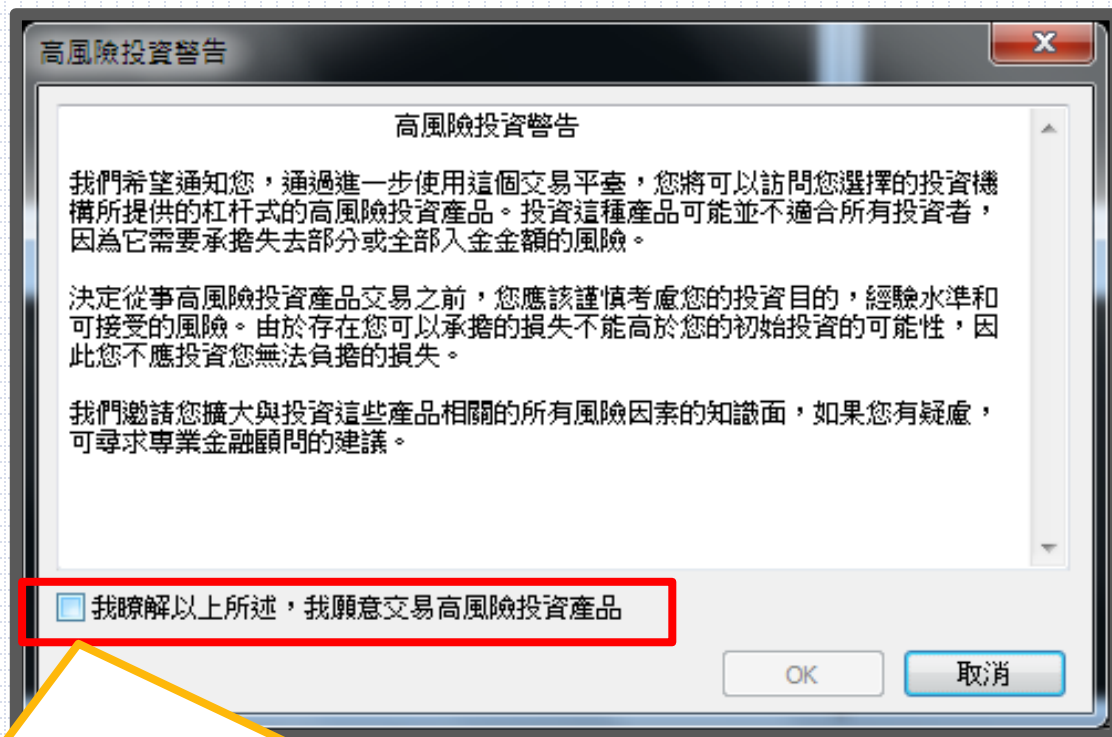 高風險投資警告
高風險投資警告
我們希望通知您，通過進一步使用這個交易平臺，您將可以訪問您選擇的投資機
構所提供的杠杆式的高風險投資產品。投資這種產品可能並不適合所有投資者，
因為它需要承擔失去部分或全部入金金額的風險。
決定從事高風險投資產品交易之前，您應該謹慎考慮您的投資目的，經驗水準和
可接受的風險。由於存在您可以承擔的損失不能高於您的初始投資的可能性，因
此您不應投資您無法負擔的損失。
我們邀請您擴大與投資這些產品相關的所有風險因素的知識面，如果您有疑慮，
可尋求專業金融顧問的建議。
我瞭解以上所述，我願意交易高風險投資產品
OK
取消